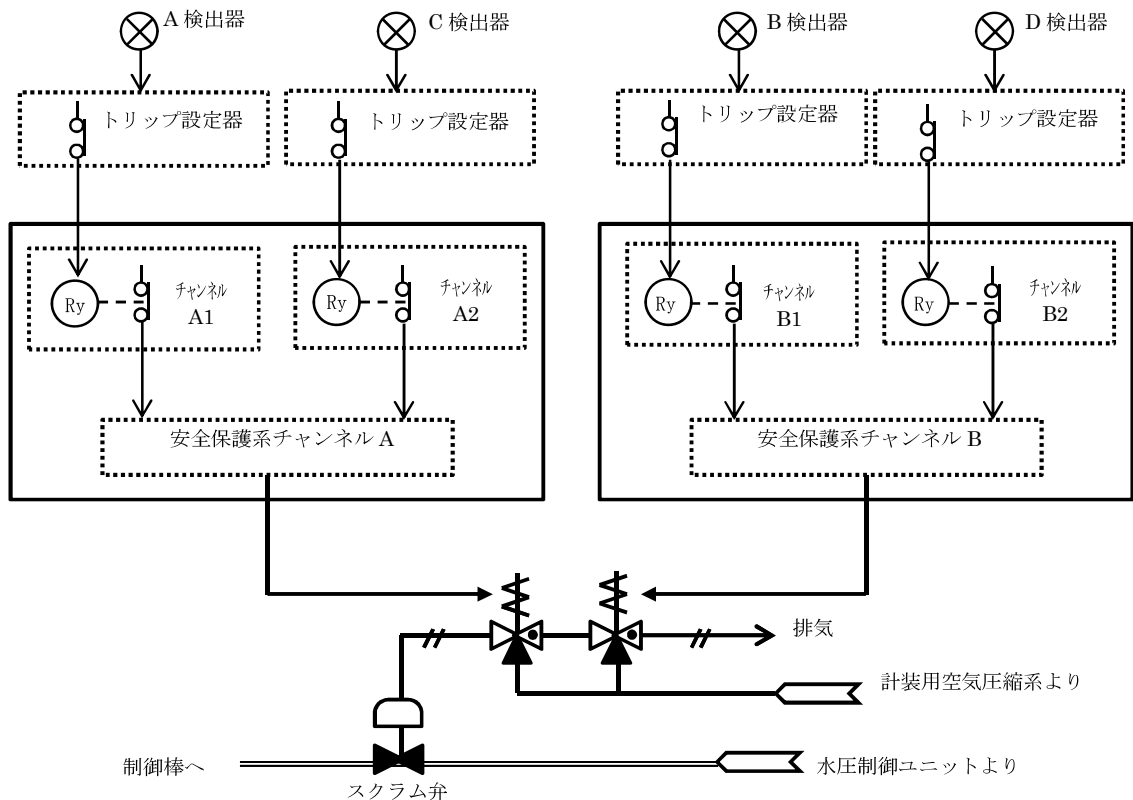 A 検出器
C 検出器
B 検出器
D 検出器
トリップ設定器
トリップ設定器
トリップ設定器
トリップ設定器
Ry
チャンネル
A1
Ry
チャンネル
A2
Ry
チャンネル
B1
Ry
チャンネル
B2
安全保護系チャンネル A
安全保護系チャンネル B
排気
計装用空気圧縮系より
制御棒へ
水圧制御ユニットより
スクラム弁